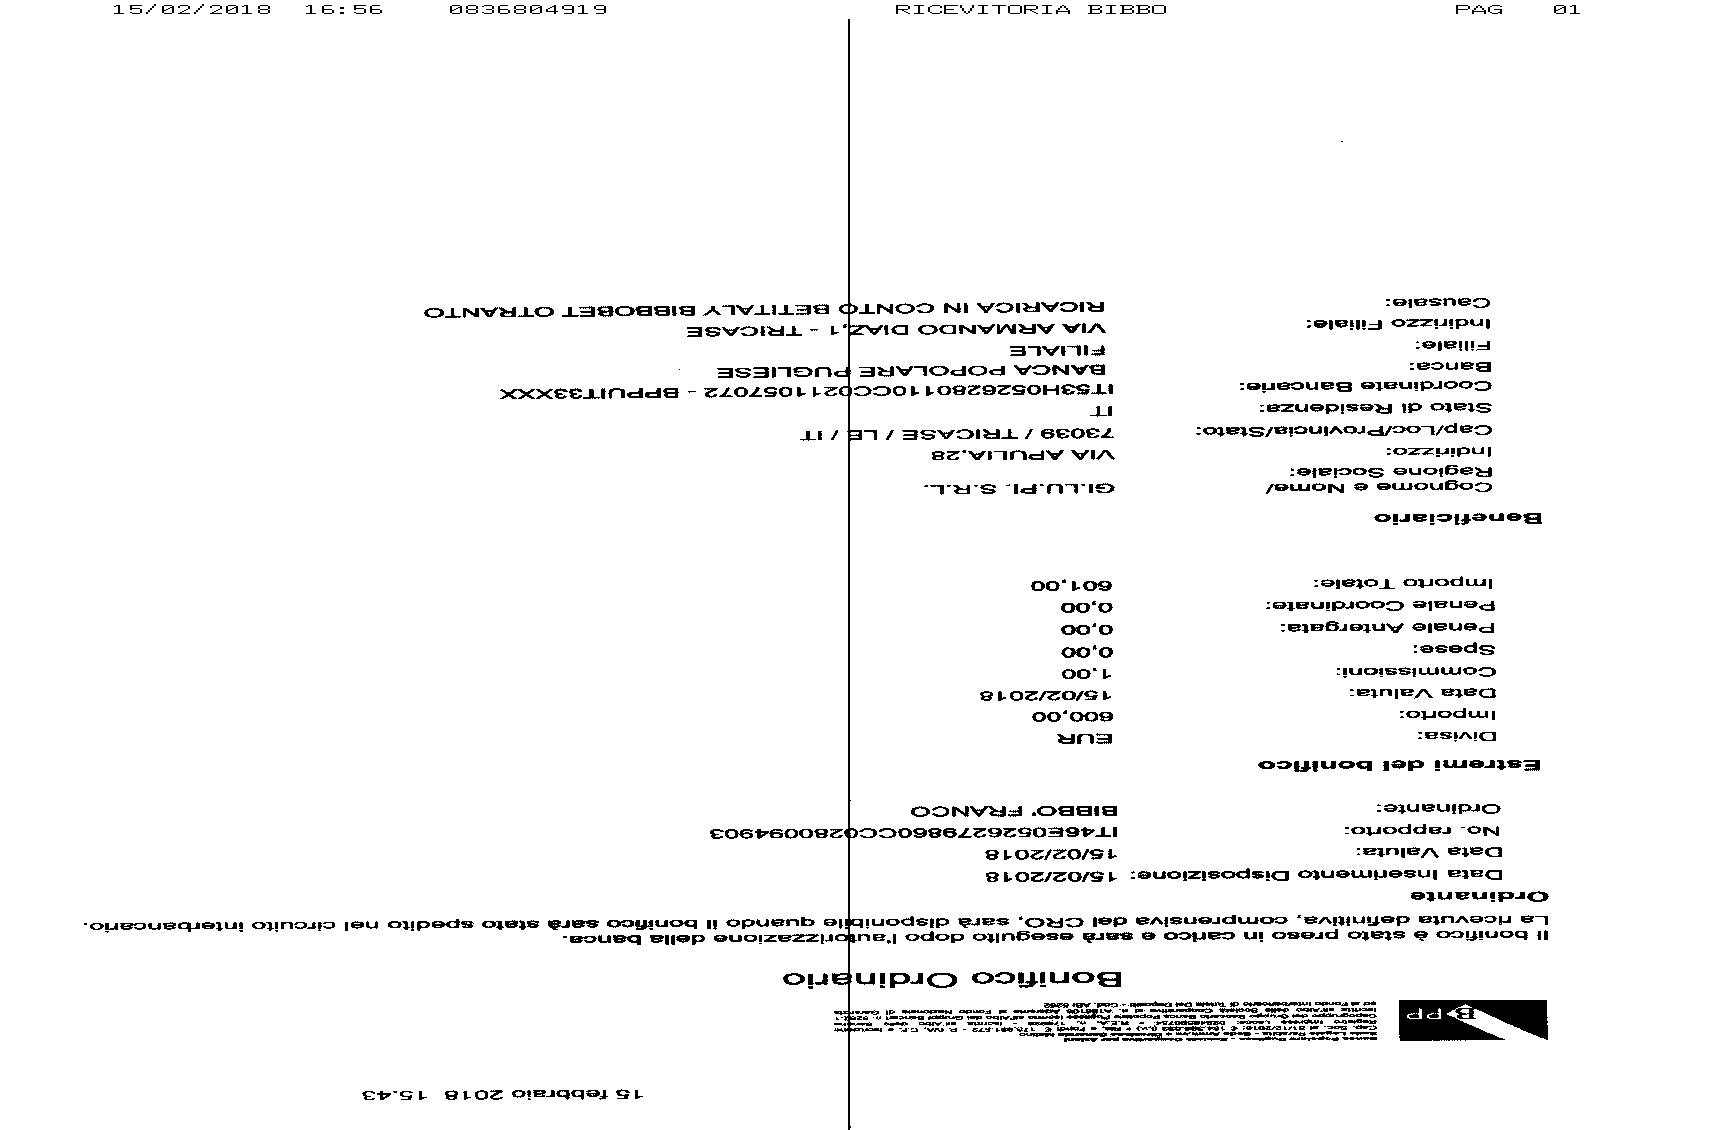 15/02/2018 16:56 0836804919 RICEVITORIA BIBBO PAG 01
15 febbraio 2018 15.43
BPP
Bonifico Ordinario
Il bonifico è stato preso in carico e sarà eseguito dopo l'autorizzazione della banca.
La ricevuta definitiva, comprensiva del CRO, sarà disponibile quando il bonifico sarà stato spedito nel circuito interbancario.
Ordinante
Data Inserimento Disposizione: 15/02/2018
Data Valuta: 15/02/2018
No. rapporto: IT46E0526279860CC0280094903
Ordinante: BIBBO' FRANCO
Estremi del bonifico
Divisa: EUR
Importo: 600,00
Data Valuta: 15/02/2018
Commissioni: 1,00
Spese: 0,00
Penale Antergata: 0,00
Penale Coordinate: 0,00
Importo Totale: 601,00
Beneficiario
Cognome e Nome/
Ragione Sociale: GI.LU.PI. S.R.L.
Indirizzo: VIA APULIA,28
Cap/Loc/Provincia/Stato: 73039 / TRICASE / LE / IT
Stato di Residenza: IT
Coordinate Bancarie: IT53H0526280110CC0211057072 - BPPUIT33XXX
Banca: BANCA POPOLARE PUGLIESE
Filiale: FILIALE
Indirizzo Filiale: VIA ARMANDO DIAZ,1 - TRICASE
Causale: RICARICA IN CONTO BETITALY BIBBOBET OTRANTO